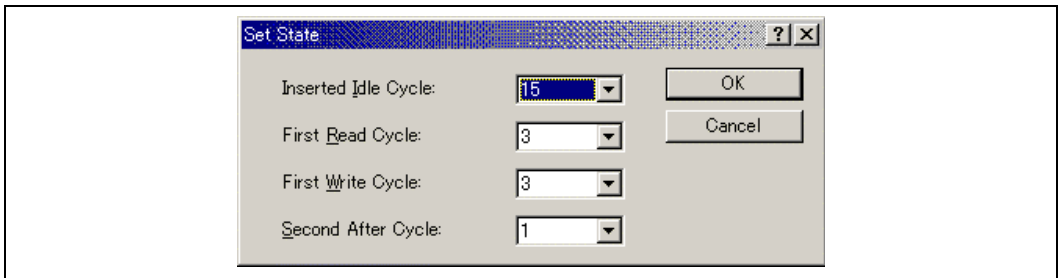 Set State
Inserted Idle Cycle: 15 OK
First Read Cycle: 3 Cancel
First Write Cycle: 3
Second After Cycle: 1